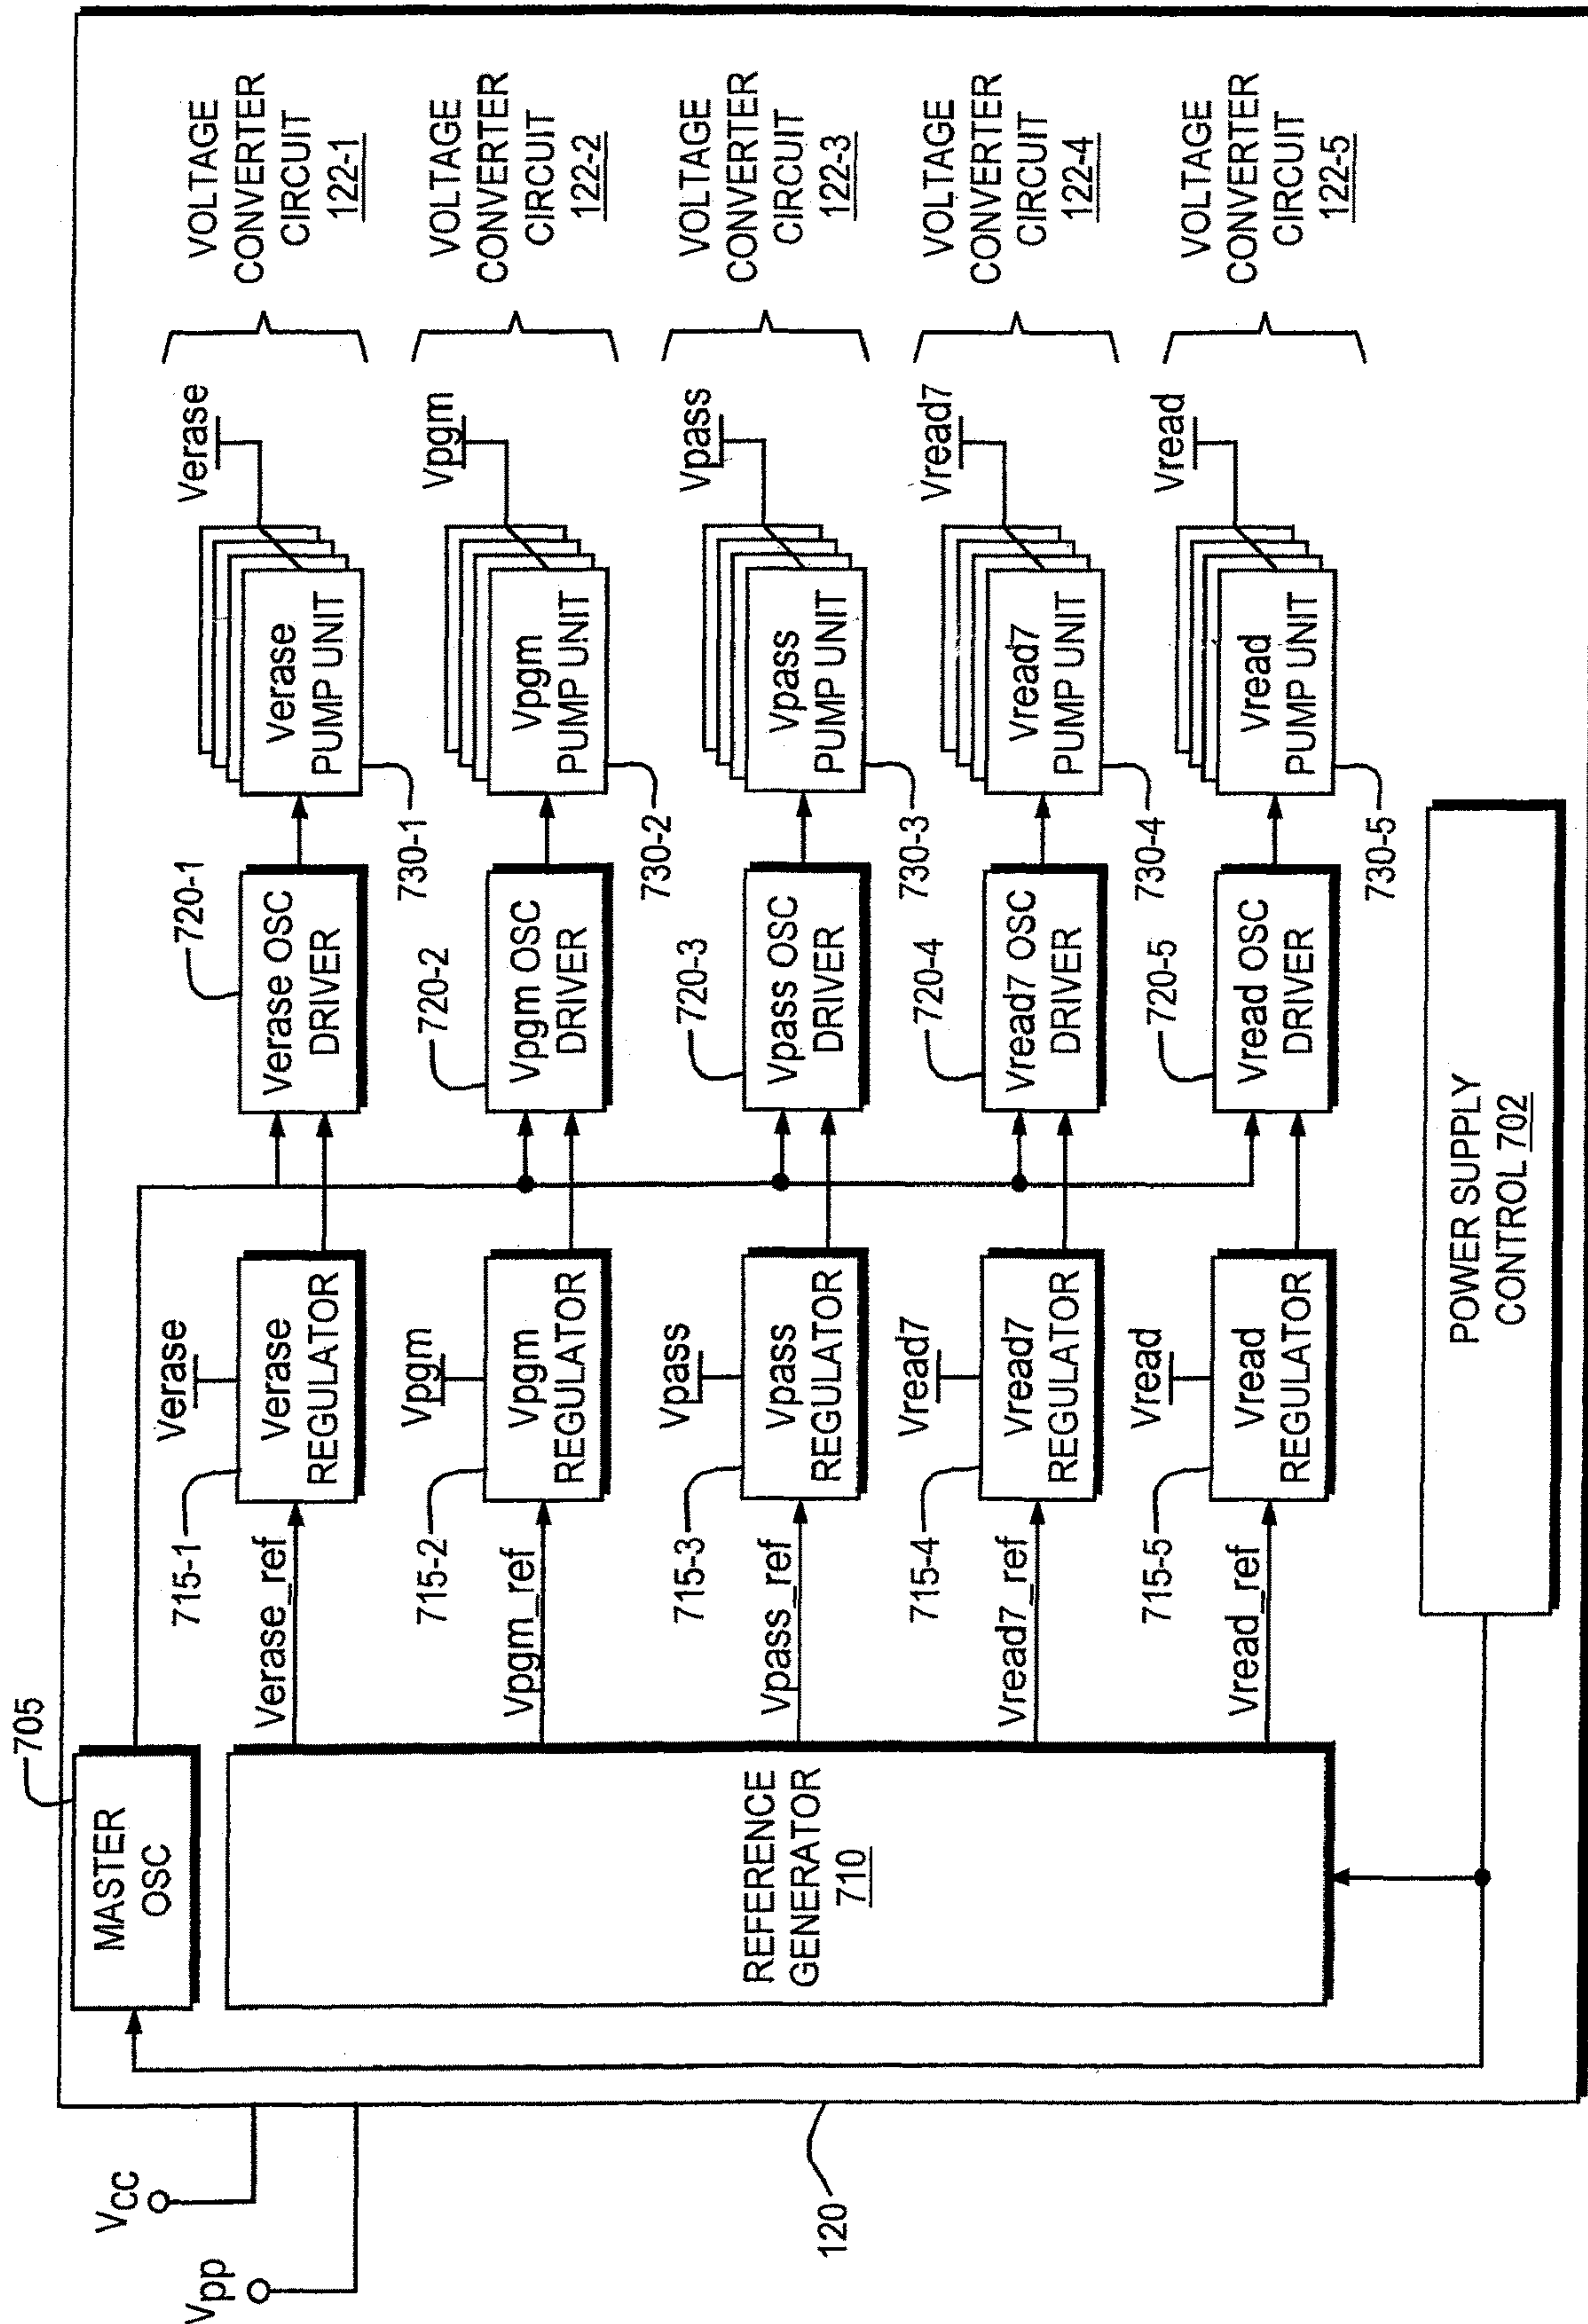 Vpp
Vcc
120
MASTER
OSC
705
REFERENCE
GENERATOR
710
POWER SUPPLY
CONTROL 702
Verase_ref
715-1
Verase
Verase
REGULATOR
720-1
Verase OSC
DRIVER
Verase
PUMP UNIT
730-1
Verase
VOLTAGE
CONVERTER
CIRCUIT
122-1
Vpgm_ref
715-2
Vpgm
Vpgm
REGULATOR
720-2
Vpgm OSC
DRIVER
Vpgm
PUMP UNIT
730-2
Vpgm
VOLTAGE
CONVERTER
CIRCUIT
122-2
Vpass_ref
715-3
Vpass
Vpass
REGULATOR
720-3
Vpass OSC
DRIVER
Vpass
PUMP UNIT
730-3
Vpass
VOLTAGE
CONVERTER
CIRCUIT
122-3
Vread7_ref
715-4
Vread7
Vread7
REGULATOR
720-4
Vread7 OSC
DRIVER
Vread7
PUMP UNIT
730-4
Vread7
VOLTAGE
CONVERTER
CIRCUIT
122-4
Vread_ref
715-5
Vread
Vread
REGULATOR
720-5
Vread OSC
DRIVER
Vread
PUMP UNIT
730-5
Vread
VOLTAGE
CONVERTER
CIRCUIT
122-5